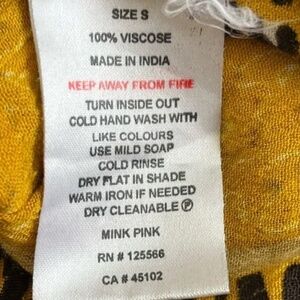 SIZE S
100% VISCOSE
MADE IN INDIA
KEEP AWAY FROM FIRE
TURN INSIDE OUT
COLD HAND WASH WITH
LIKE COLOURS
USE MILD SOAP
COLD RINSE
DRY FLAT IN SHADE
WARM IRON IF NEEDED
DRY CLEANABLE Ⓟ
MINK PINK
RN # 125566
CA # 45102